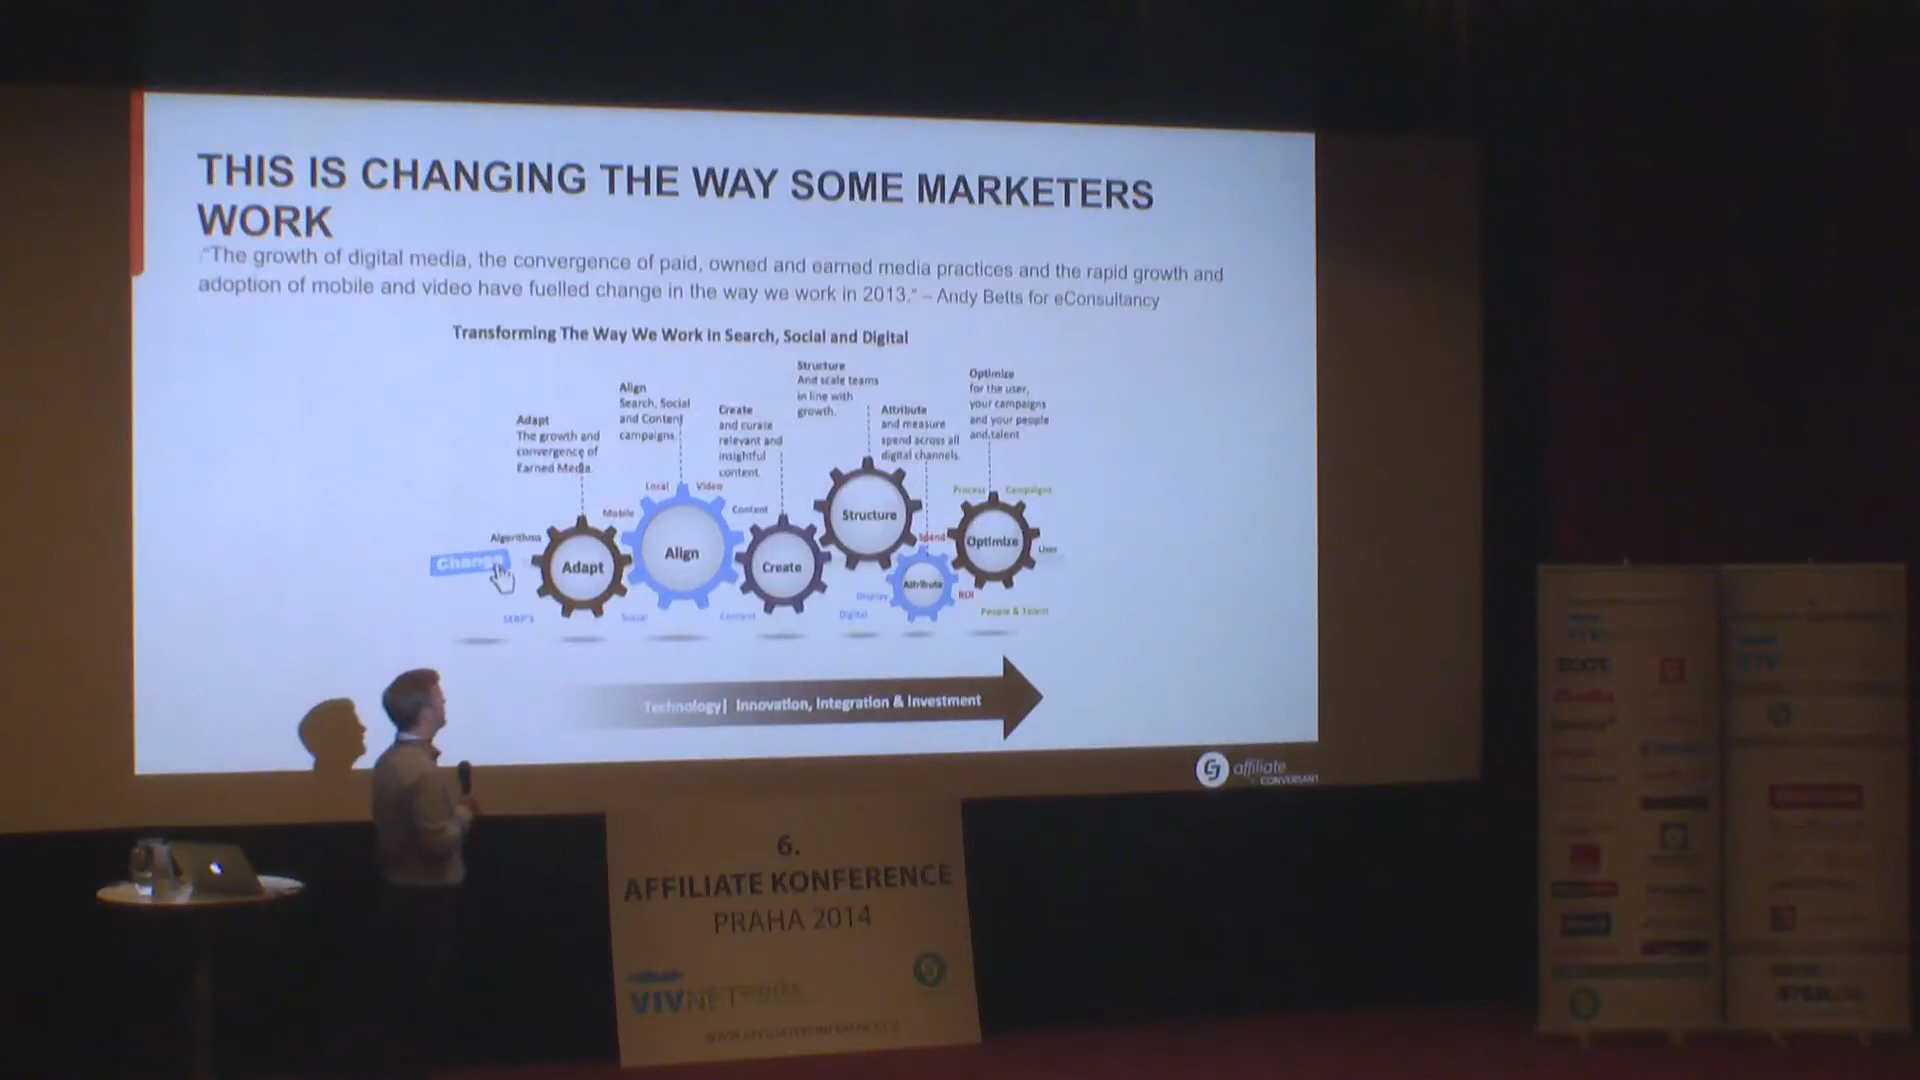 THIS IS CHANGING THE WAY SOME MARKETERS
WORK
"The growth of digital media, the convergence of paid, owned and earned media practices and the rapid growth and
adoption of mobile and video have fuelled change in the way we work in 2013." – Andy Betts for eConsultancy
Transforming The Way We Work in Search, Social and Digital
Adapt
The growth and
convergence of
Earned Media.
Align
Search, Social
and Content
campaigns.
Create
and curate
relevant and
insightful
content.
Structure
And scale teams
in line with
growth.
Attribute
and measure
spend across all
digital channels.
Optimize
for the user,
your campaigns
and your people
and talent
Algorithms
Mobile
Local
Video
Content
Spend
Process
Campaigns
User
Change
Adapt
Align
Create
Structure
Attribute
Optimize
SERP'S
Social
Content
Display
Digital
ROI
People & Talent
Technology| Innovation, Integration & Investment
CJ affiliate
by CONVERSANT
6.
AFFILIATE KONFERENCE
PRAHA 2014
VIVNETworks